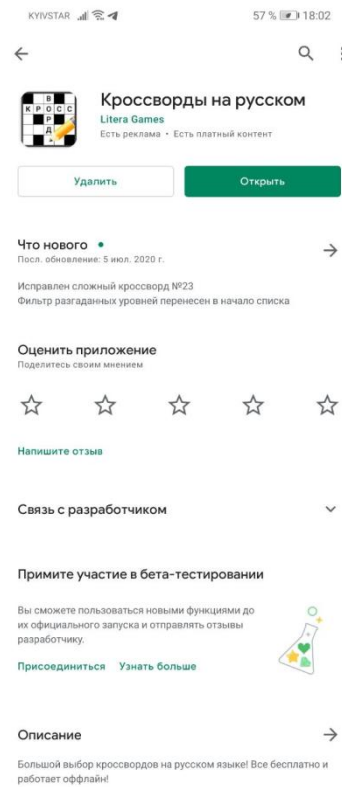 KYIVSTAR 57 % 18:02
В
КРОСС
Р
Д
Кроссворды на русском
Litera Games
Есть реклама • Есть платный контент
Удалить Открыть
Что нового •
Посл. обновление: 5 июл. 2020 г.
Исправлен сложный кроссворд №23
Фильтр разгаданных уровней перенесен в начало списка
Оценить приложение
Поделитесь своим мнением
Напишите отзыв
Связь с разработчиком
Примите участие в бета-тестировании
Вы сможете пользоваться новыми функциями до
их официального запуска и отправлять отзывы
разработчику.
Присоединиться Узнать больше
Описание
Большой выбор кроссвордов на русском языке! Все бесплатно и
работает оффлайн!